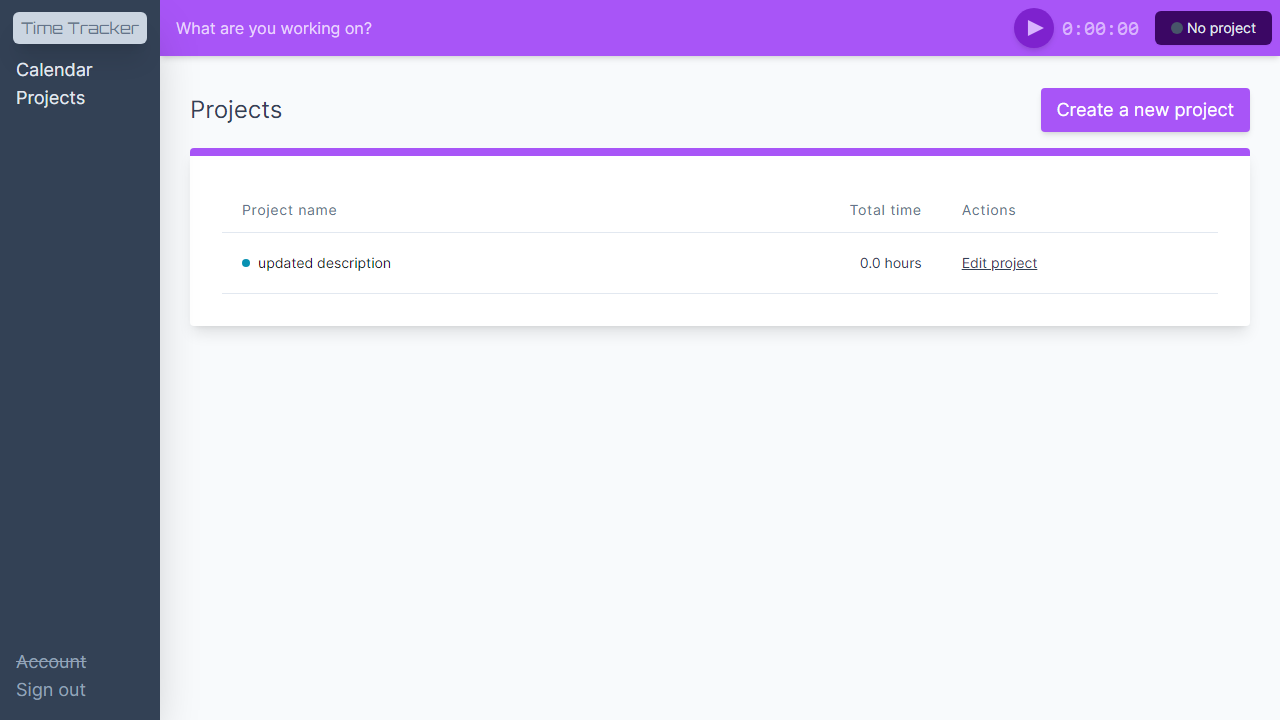 Time Tracker
Calendar
Projects
Account
Sign out
What are you working on?
0:00:00
No project
Projects
Create a new project
Project name Total time Actions
updated description 0.0 hours Edit project